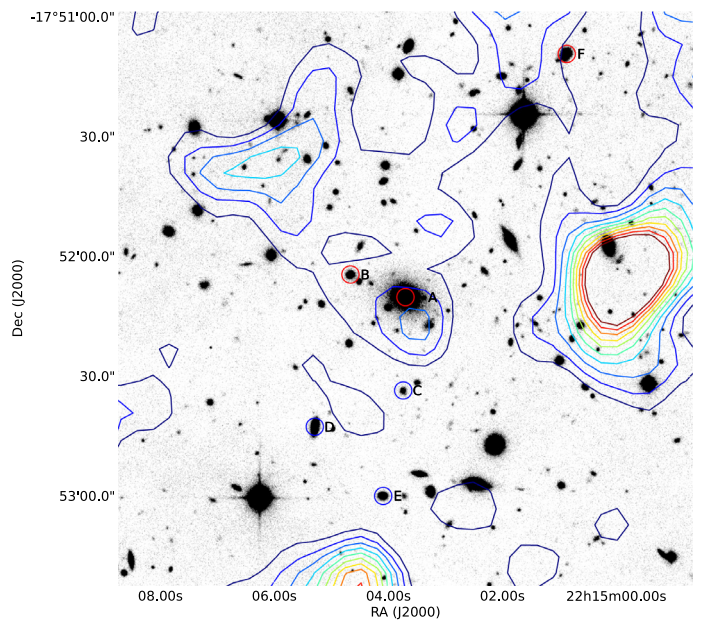 -17°51'00.0"
F
30.0"
52'00.0"
B
A
Dec (J2000)
30.0"
C
D
53'00.0"
E
08.00s
06.00s
04.00s
02.00s
22h15m00.00s
RA (J2000)